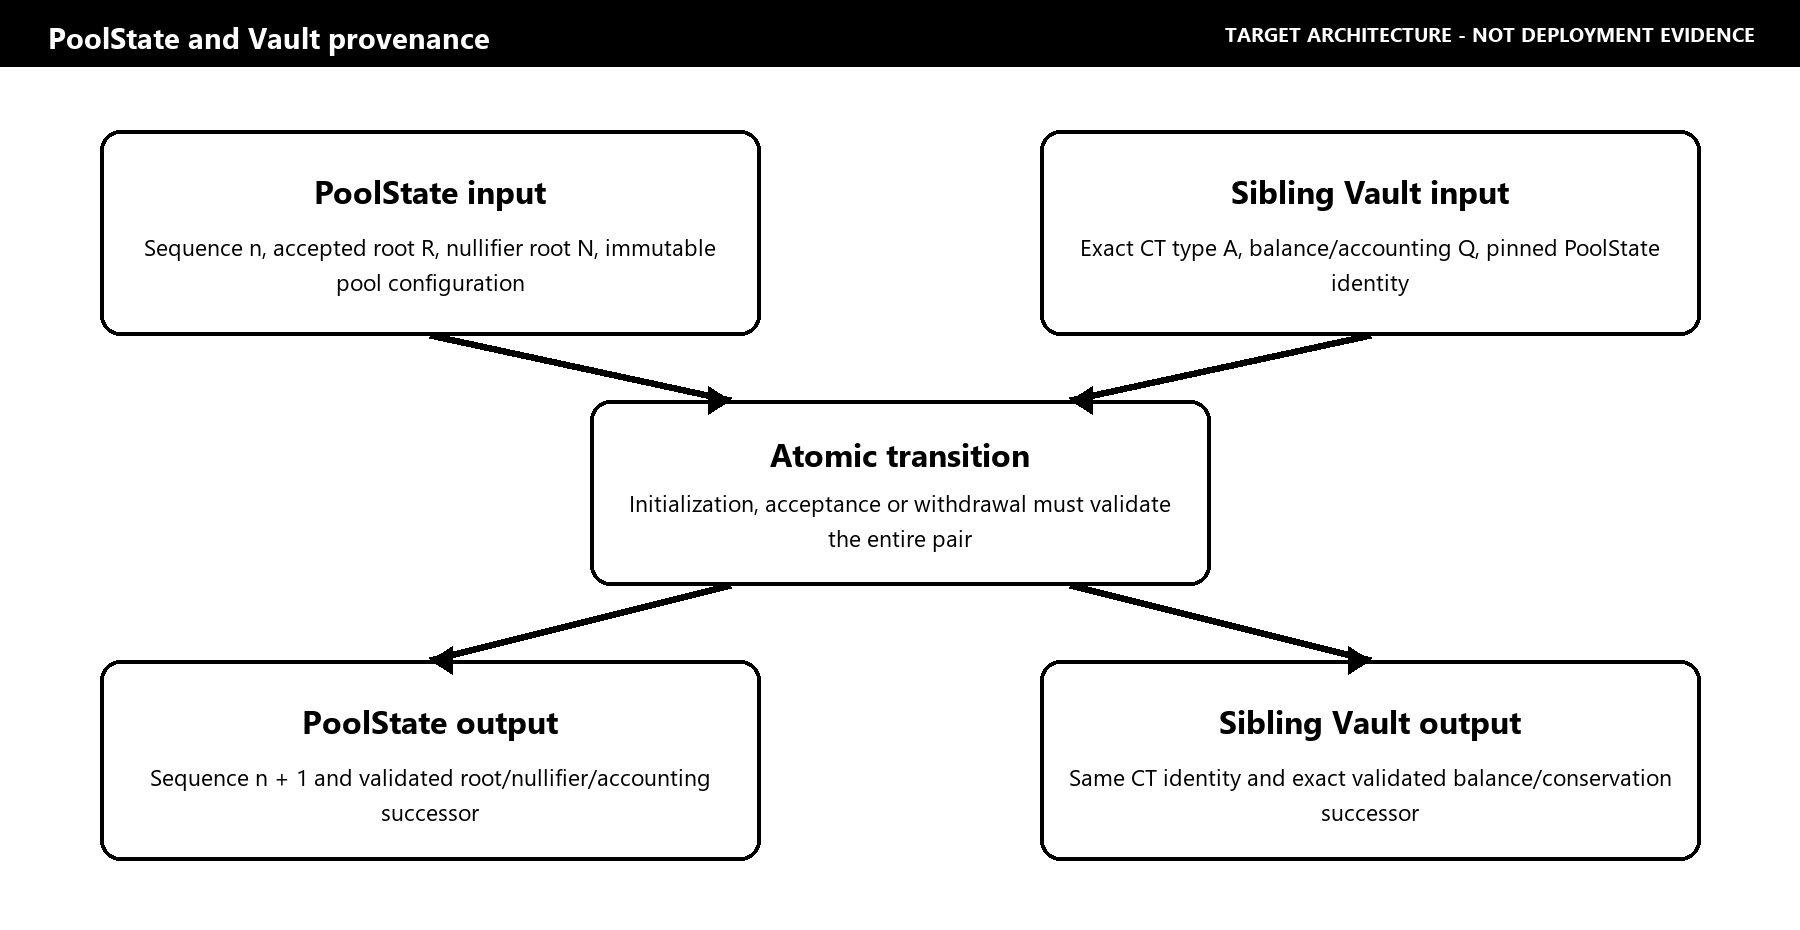 PoolState and Vault provenance
TARGET ARCHITECTURE - NOT DEPLOYMENT EVIDENCE
PoolState input
Sequence n, accepted root R, nullifier root N, immutable
pool configuration
Sibling Vault input
Exact CT type A, balance/accounting Q, pinned PoolState
identity
Atomic transition
Initialization, acceptance or withdrawal must validate
the entire pair
PoolState output
Sequence n + 1 and validated root/nullifier/accounting
successor
Sibling Vault output
Same CT identity and exact validated balance/conservation
successor